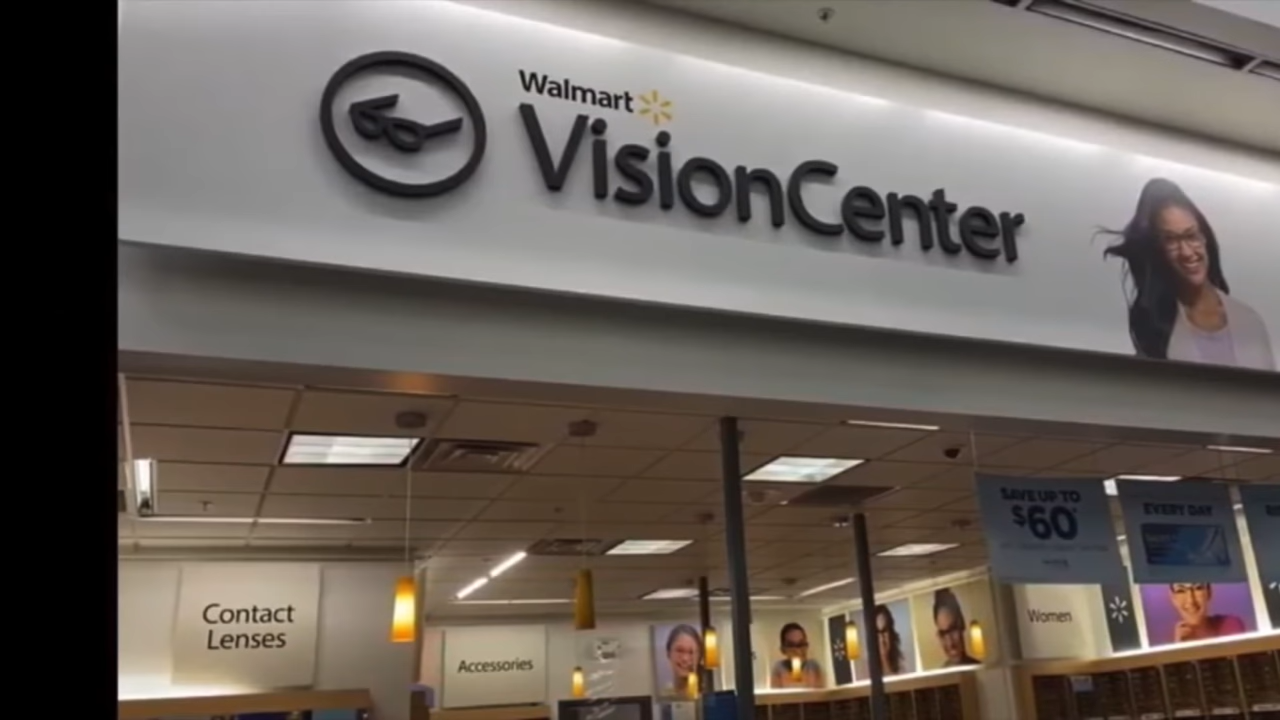 Walmart
VisionCenter
SAVE UP TO
$60
EVERY DAY
Contact
Lenses
Accessories
Women